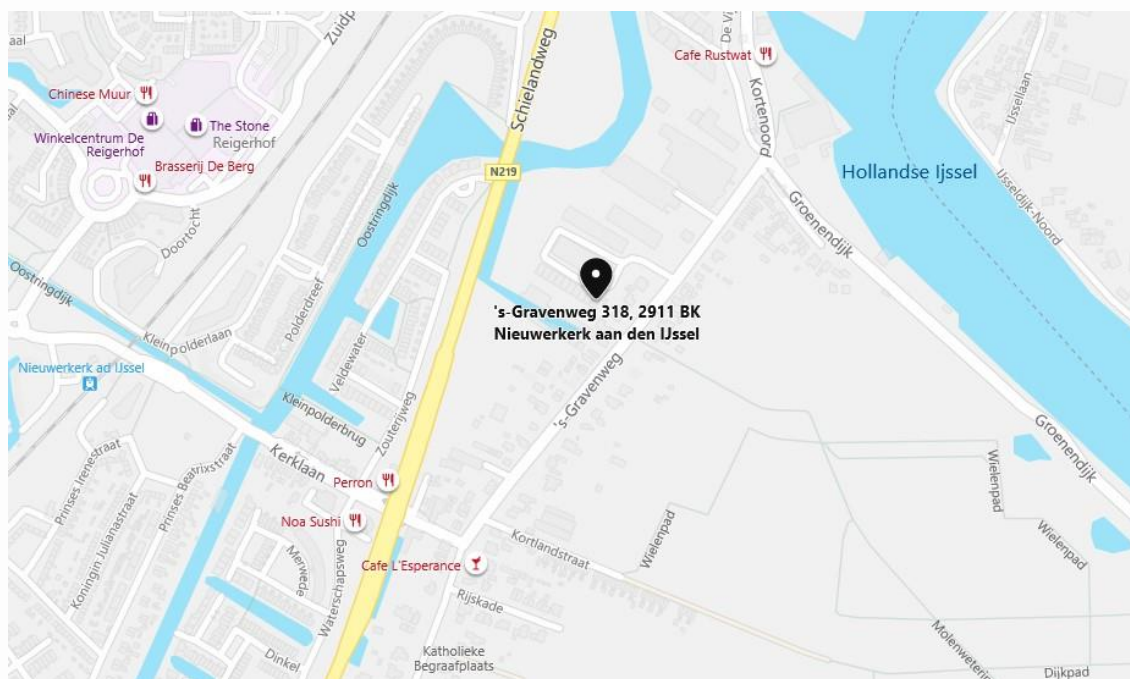 Zuidp
De Vij
Cafe Rustwat
Kortenoord
IJssellaan
Schielandweg
Chinese Muur
The Stone
Reigerhof
Winkelcentrum De
Reigerhof
Brasserij De Berg
N219
Hollandse IJssel
IJsseldijk-Noord
Groenendijk
Oostringdijk
Doortocht
Oostringdijk
Polderdreef
Kleinpolderlaan
's-Gravenweg 318, 2911 BK
Nieuwerkerk aan den IJssel
Veldewater
Nieuwerkerk ad IJssel
's-Gravenweg
Kleinpolderbrug
Zouterijweg
Groenendijk
Kerklaan
Prinses Irenestraat
Prinses Beatrixstraat
Koningin Julianastraat
Perron
Noa Sushi
Wielenpad
Wielenpad
Wielenpad
Kortlandstraat
Cafe L'Esperance
Merwede
Waterschapsweg
Rijskade
Dinkel
Katholieke
Begraafplaats
Molenwetering
Dijkpad